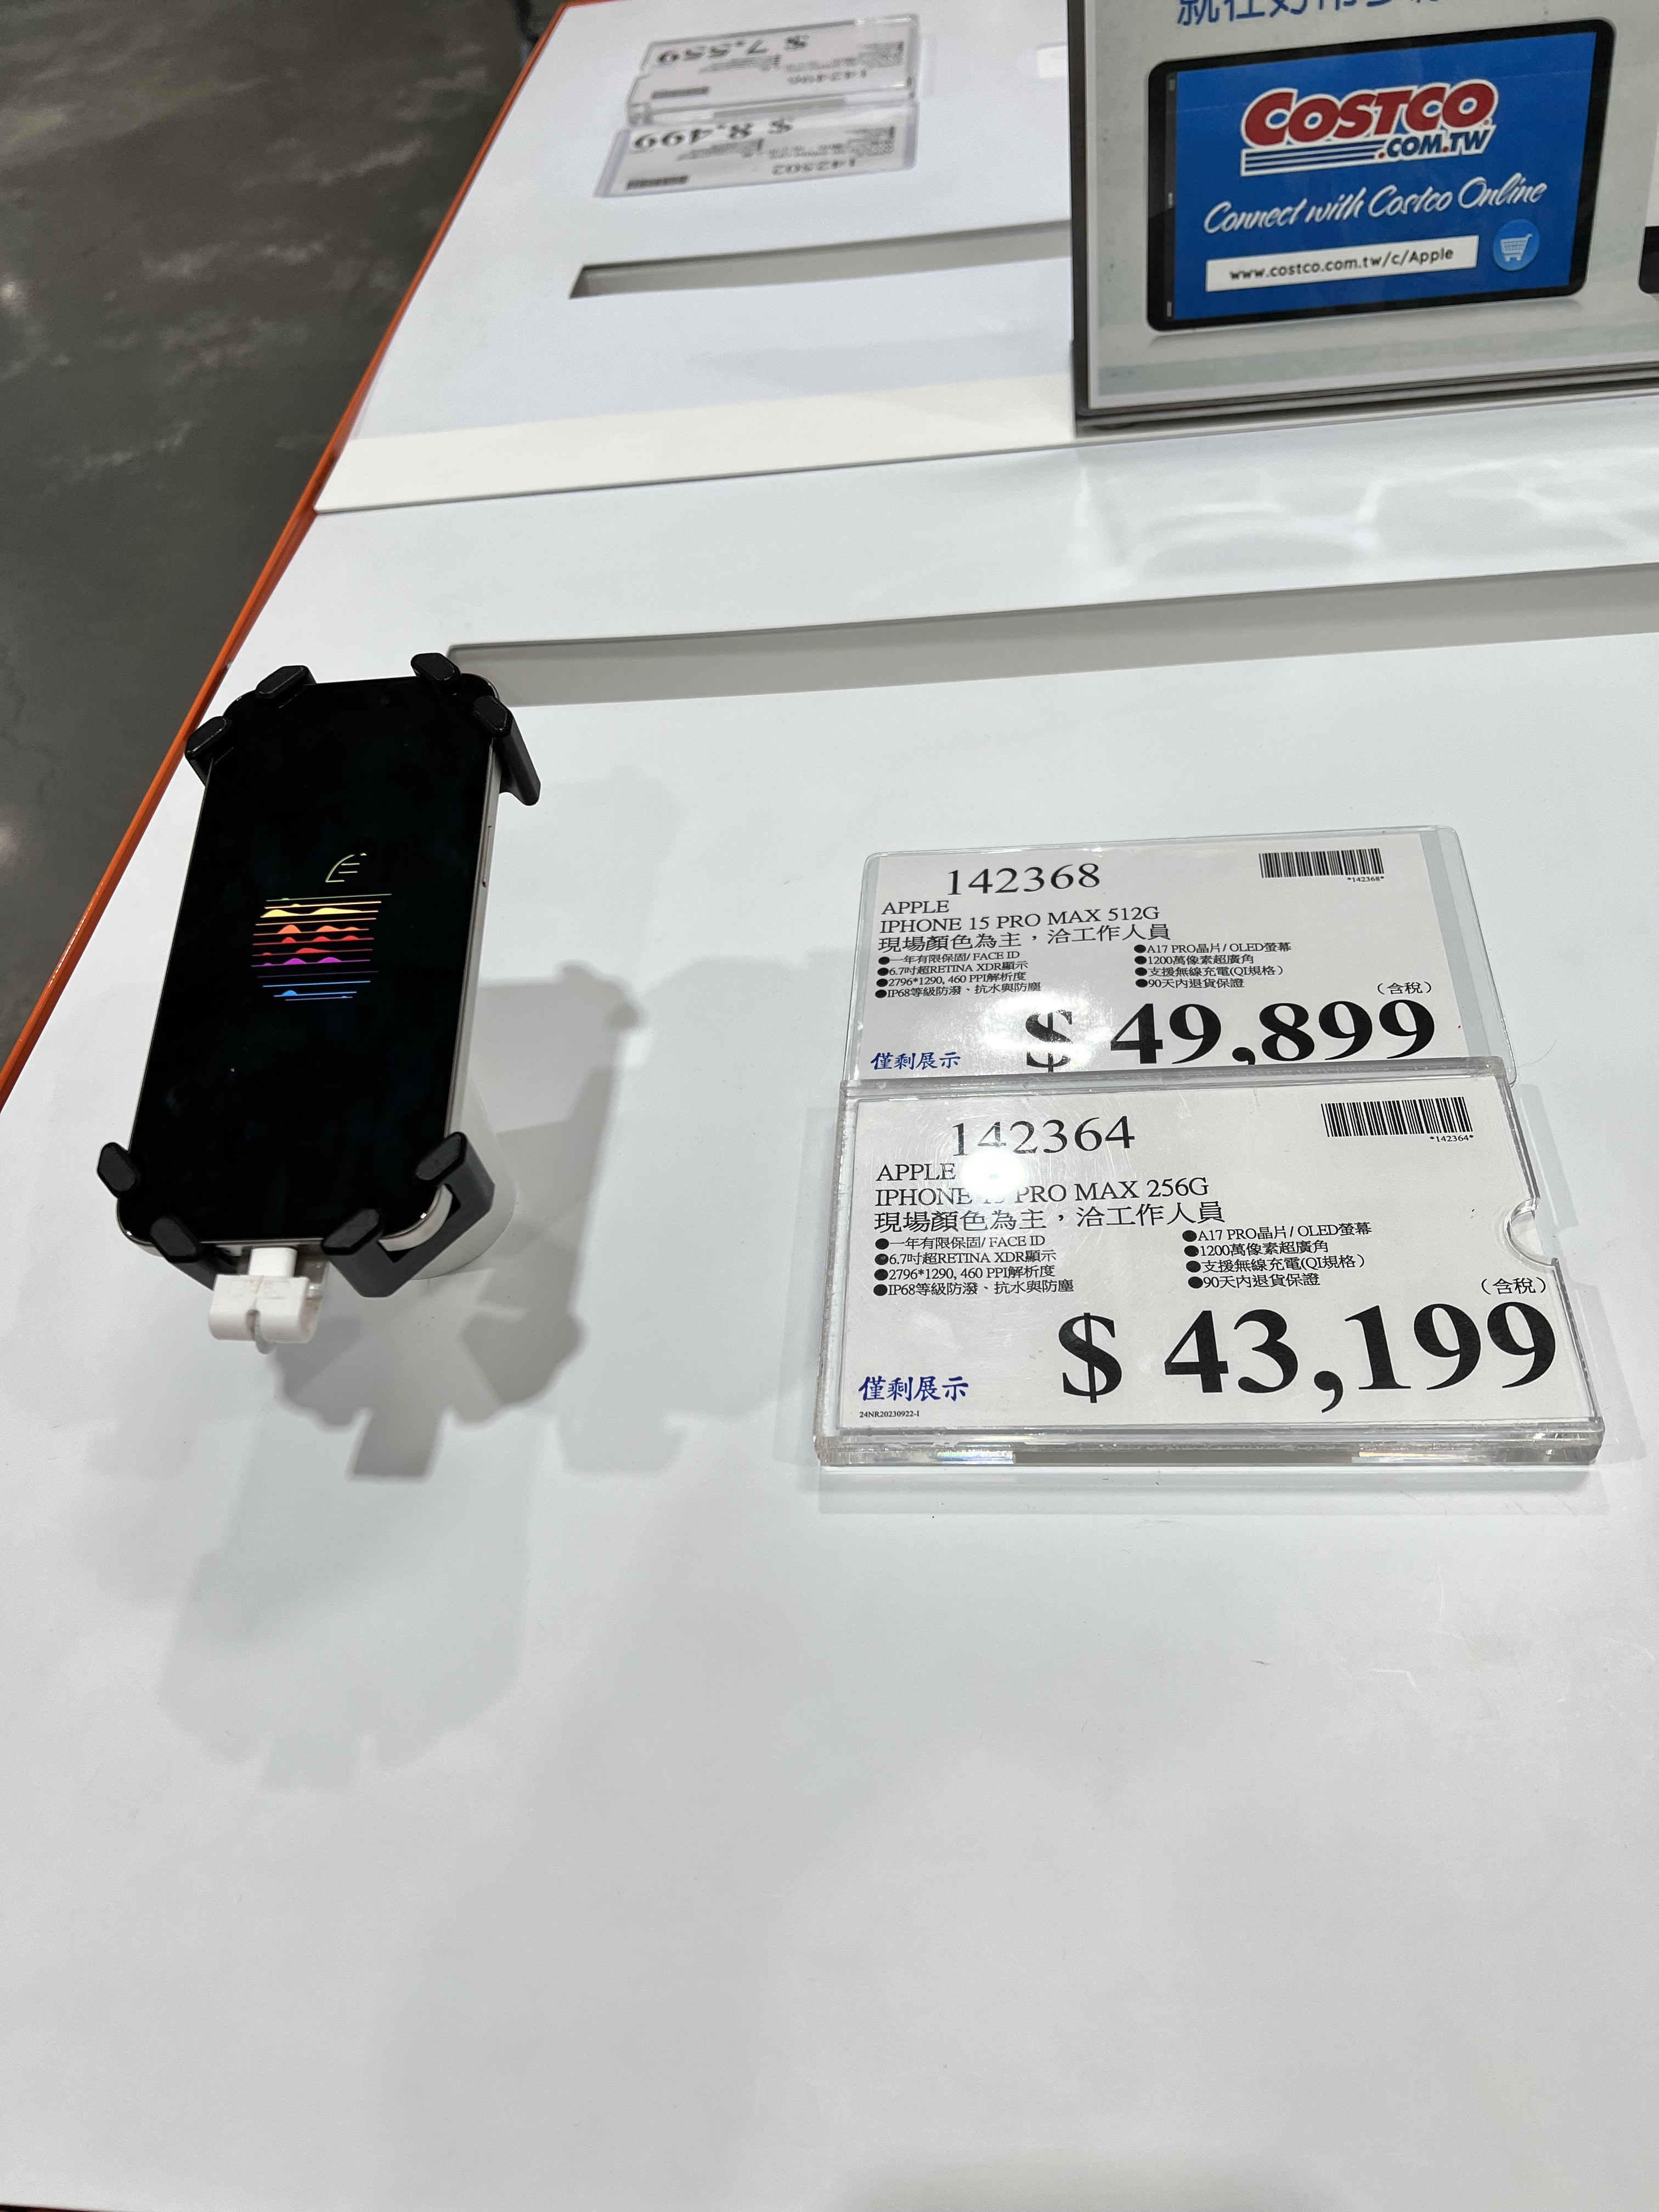 COSTCO
.COM.TW
Connect with Costco Online
www.costco.com.tw/c/Apple
$ 7,559
142496
$ 8,499
142502
142368
*142368*
APPLE
IPHONE 15 PRO MAX 512G
現場顏色為主，洽工作人員
●一年有限保固/ FACE ID
●6.7吋超RETINA XDR顯示
●2796*1290, 460 PPI解析度
●IP68等級防潑、抗水與防塵
●A17 PRO晶片/ OLED螢幕
●1200萬像素超廣角
●支援無線充電(QI規格)
●90天內退貨保證
(含稅)
僅剩展示
$ 49,899
142364
*142364*
APPLE
IPHONE 15 PRO MAX 256G
現場顏色為主，洽工作人員
●一年有限保固/ FACE ID
●6.7吋超RETINA XDR顯示
●2796*1290, 460 PPI解析度
●IP68等級防潑、抗水與防塵
●A17 PRO晶片/ OLED螢幕
●1200萬像素超廣角
●支援無線充電(QI規格)
●90天內退貨保證
(含稅)
僅剩展示
$ 43,199
24NR20230922-1